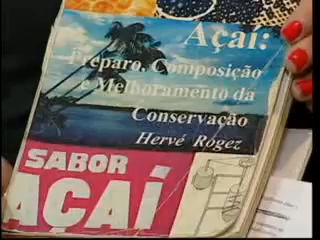 Açaí:
Preparo, Composição
e Melhoramento da
Conservação
Hervé Rogez
SABOR
AÇAÍ